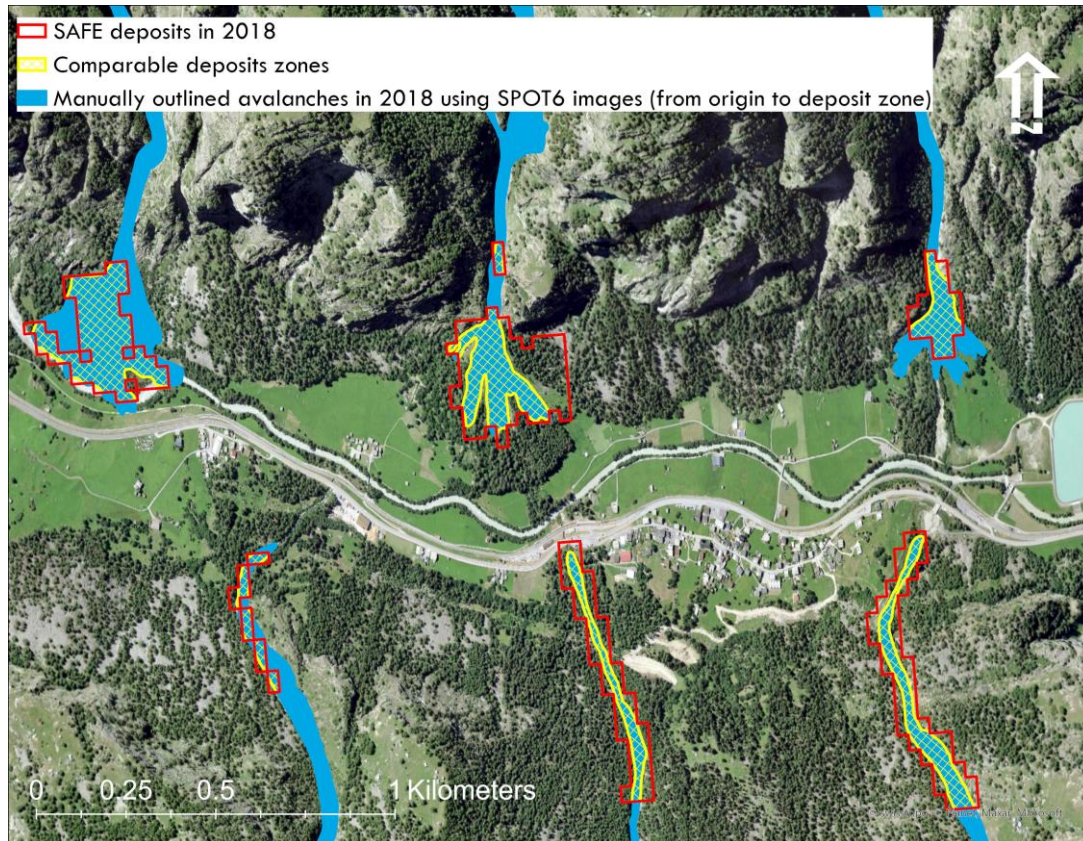 SAFE deposits in 2018
Comparable deposits zones
Manually outlined avalanches in 2018 using SPOT6 images (from origin to deposit zone)
N
0 0.25 0.5 1 Kilometers